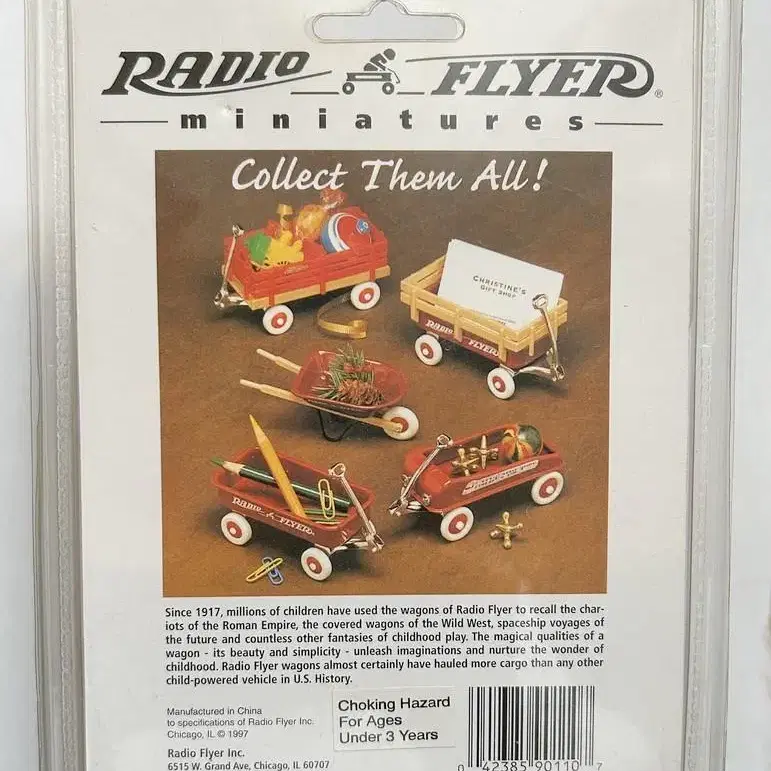 RADIO FLYER®
miniatures
Collect Them All!
CHRISTINE'S
GIFT SHOP
RADIO FLYER
RADIO FLYER
Since 1917, millions of children have used the wagons of Radio Flyer to recall the char-
iots of the Roman Empire, the covered wagons of the Wild West, spaceship voyages of
the future and countless other fantasies of childhood play. The magical qualities of a
wagon - its beauty and simplicity - unleash imaginations and nurture the wonder of
childhood. Radio Flyer wagons almost certainly have hauled more cargo than any other
child-powered vehicle in U.S. History.
Manufactured in China
to specifications of Radio Flyer Inc.
Chicago, IL © 1997
Radio Flyer Inc.
6515 W. Grand Ave, Chicago, IL 60707
Choking Hazard
For Ages
Under 3 Years
0 42385 90110 7